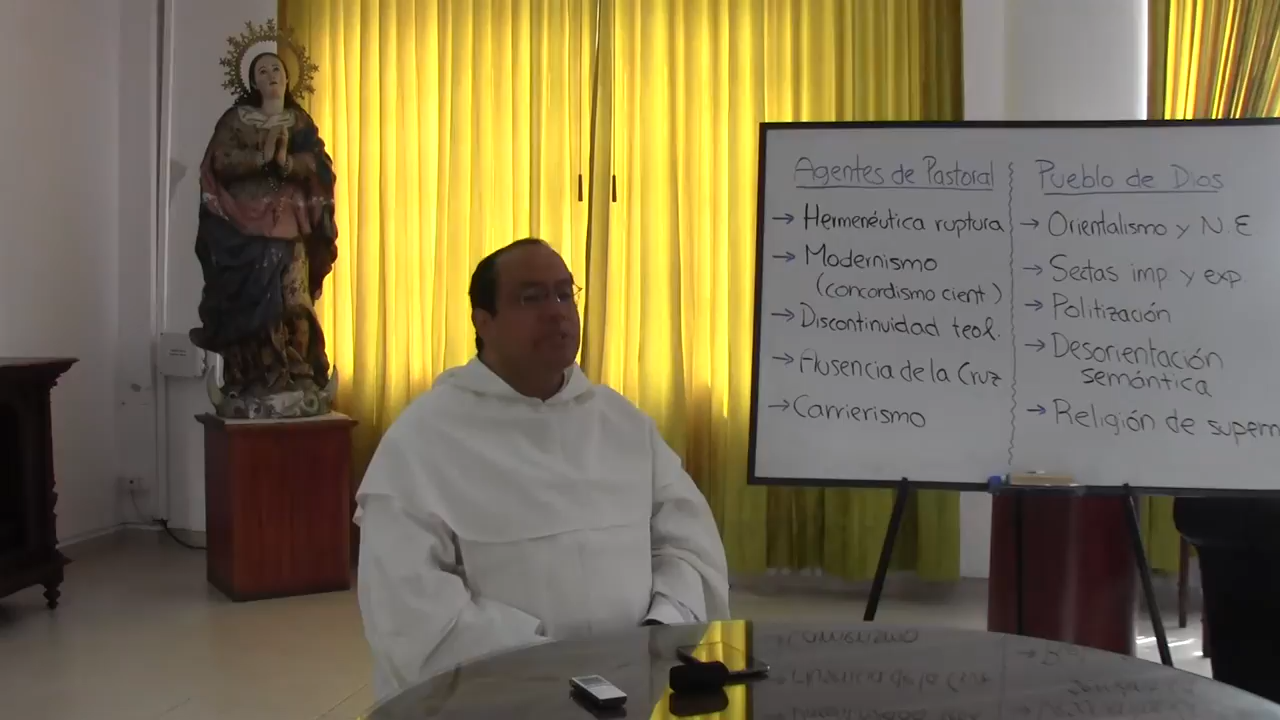 Agentes de Pastoral
→ Hermenéutica ruptura
→ Modernismo
(concordismo cient)
→ Discontinuidad teol.
→ Ausencia de la Cruz
→ Carrierismo
Pueblo de Dios
→ Orientalismo y N.E
→ Sectas imp y exp
→ Politización
→ Desorientación
semántica
→ Religión de